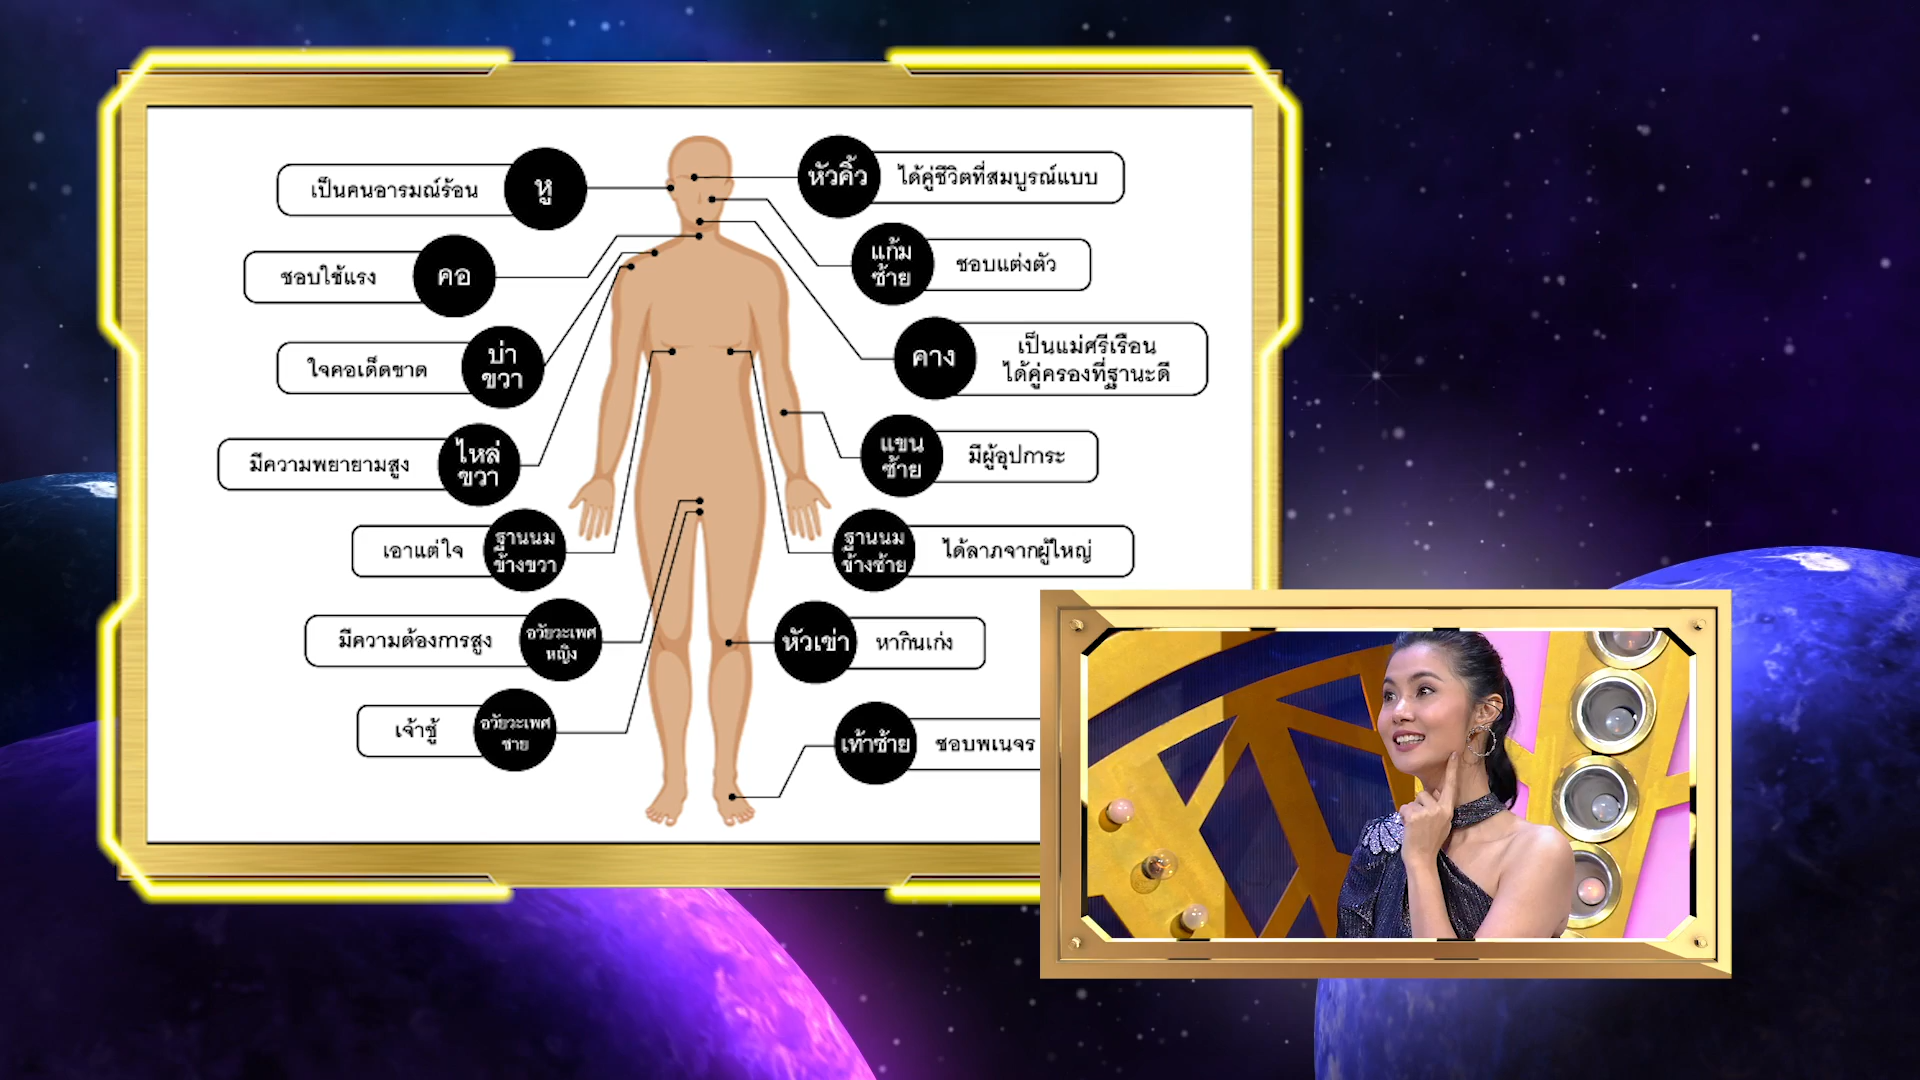 หู
เป็นคนอารมณ์ร้อน
คอ
ชอบใช้แรง
บ่า
ขวา
ใจคอเด็ดขาด
ไหล่
ขวา
มีความพยายามสูง
ฐานนม
ข้างขวา
เอาแต่ใจ
อวัยวะเพศ
หญิง
มีความต้องการสูง
อวัยวะเพศ
ชาย
เจ้าชู้
หัวคิ้ว
ได้คู่ชีวิตที่สมบูรณ์แบบ
แก้ม
ซ้าย
ชอบแต่งตัว
คาง
เป็นแม่ศรีเรือน
ได้คู่ครองที่ฐานะดี
แขน
ซ้าย
มีผู้อุปการะ
ฐานนม
ข้างซ้าย
ได้ลาภจากผู้ใหญ่
หัวเข่า
หากินเก่ง
เท้าซ้าย
ชอบพเนจร